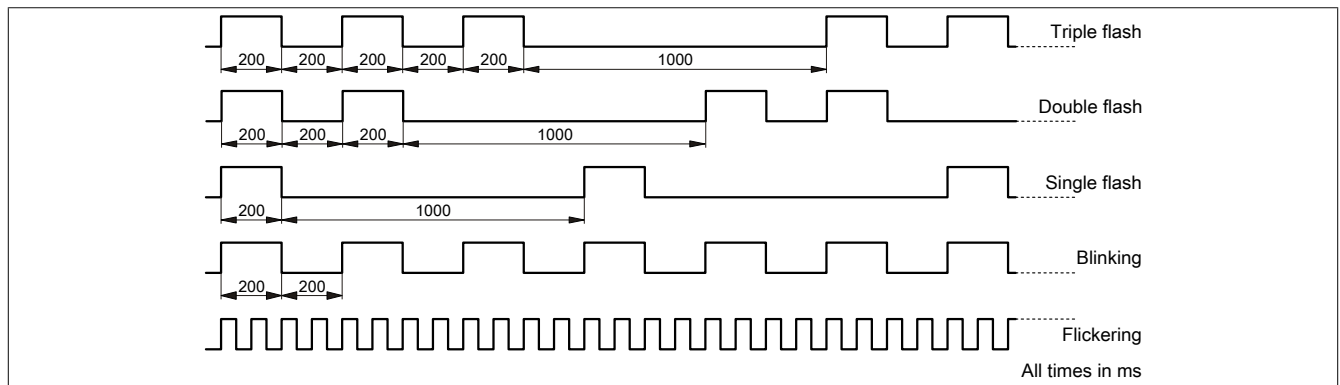 Triple flash
200 200 200 200 200 1000
Double flash
200 200 200 1000
Single flash
200 1000
Blinking
200 200
Flickering
All times in ms